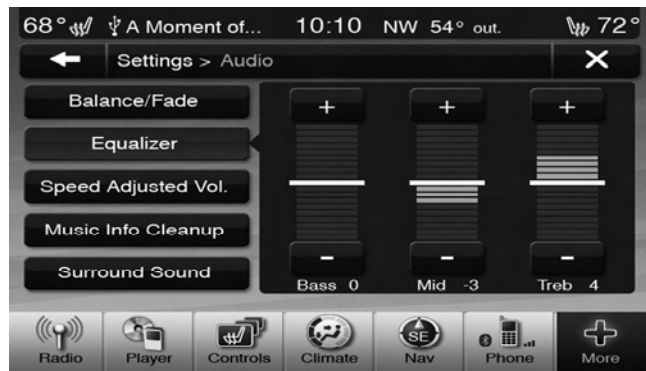 68° A Moment of... 10:10 NW 54° out. 72°
Settings > Audio
Balance/Fade
Equalizer
Speed Adjusted Vol.
Music Info Cleanup
Surround Sound
+ + +
- - -
Bass 0 Mid -3 Treb 4
SE
Radio Player Controls Climate Nav Phone More